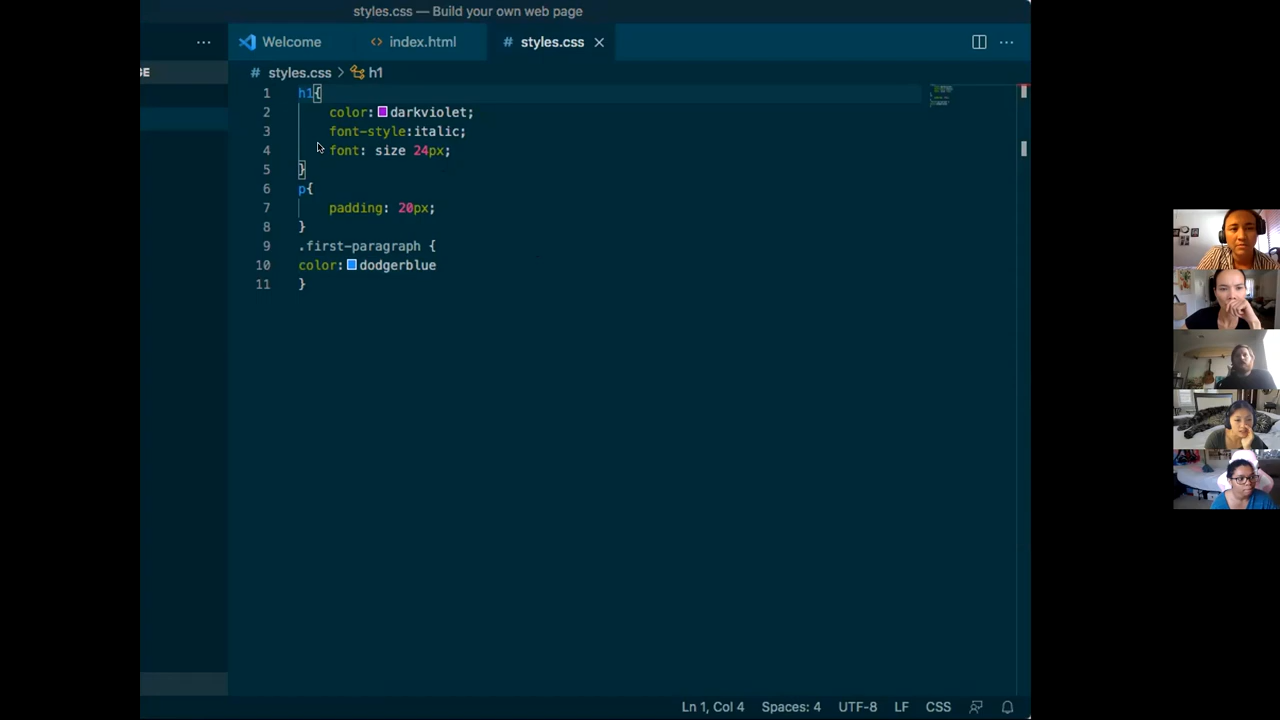 styles.css — Build your own web page
··· Welcome <> index.html # styles.css × ···
GE # styles.css > h1
1 h1{
2 color: darkviolet;
3 font-style:italic;
4 font: size 24px;
5 }
6 p{
7 padding: 20px;
8 }
9 .first-paragraph {
10 color: dodgerblue
11 }
Ln 1, Col 4 Spaces: 4 UTF-8 LF CSS